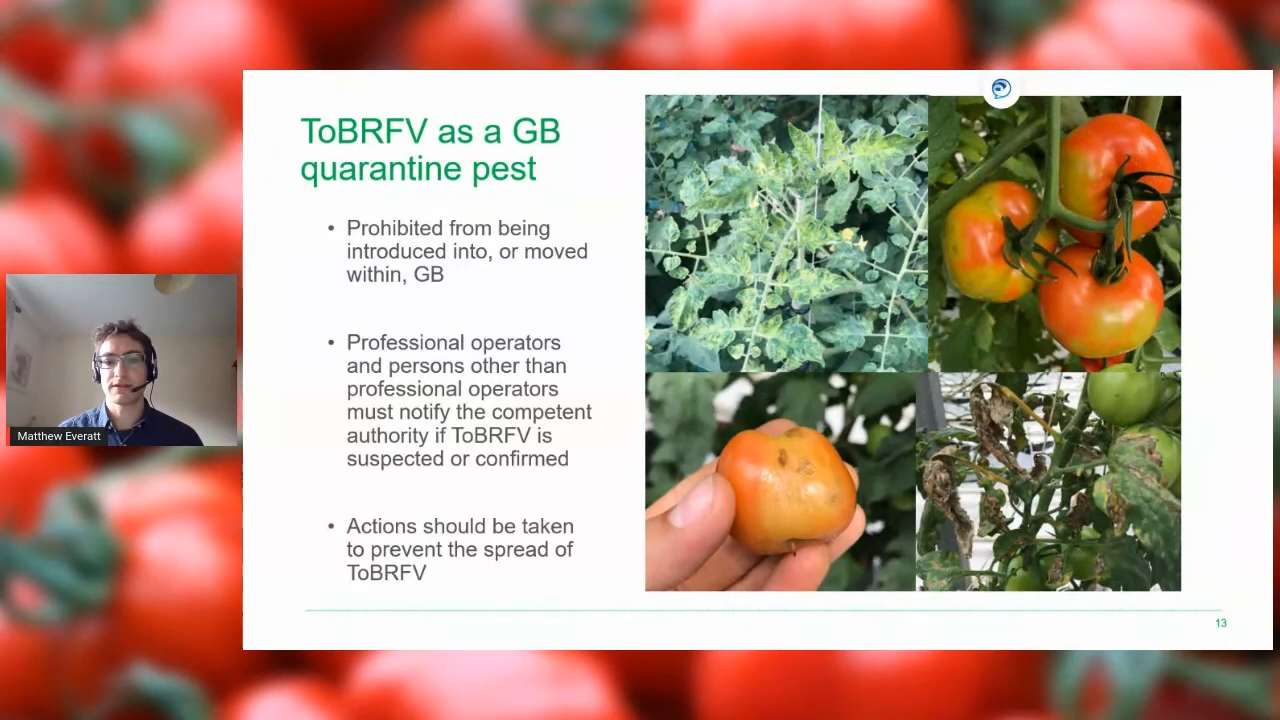 ToBRFV as a GB
quarantine pest
• Prohibited from being
introduced into, or moved
within, GB
• Professional operators
and persons other than
professional operators
must notify the competent
authority if ToBRFV is
suspected or confirmed
• Actions should be taken
to prevent the spread of
ToBRFV
13
Matthew Everatt